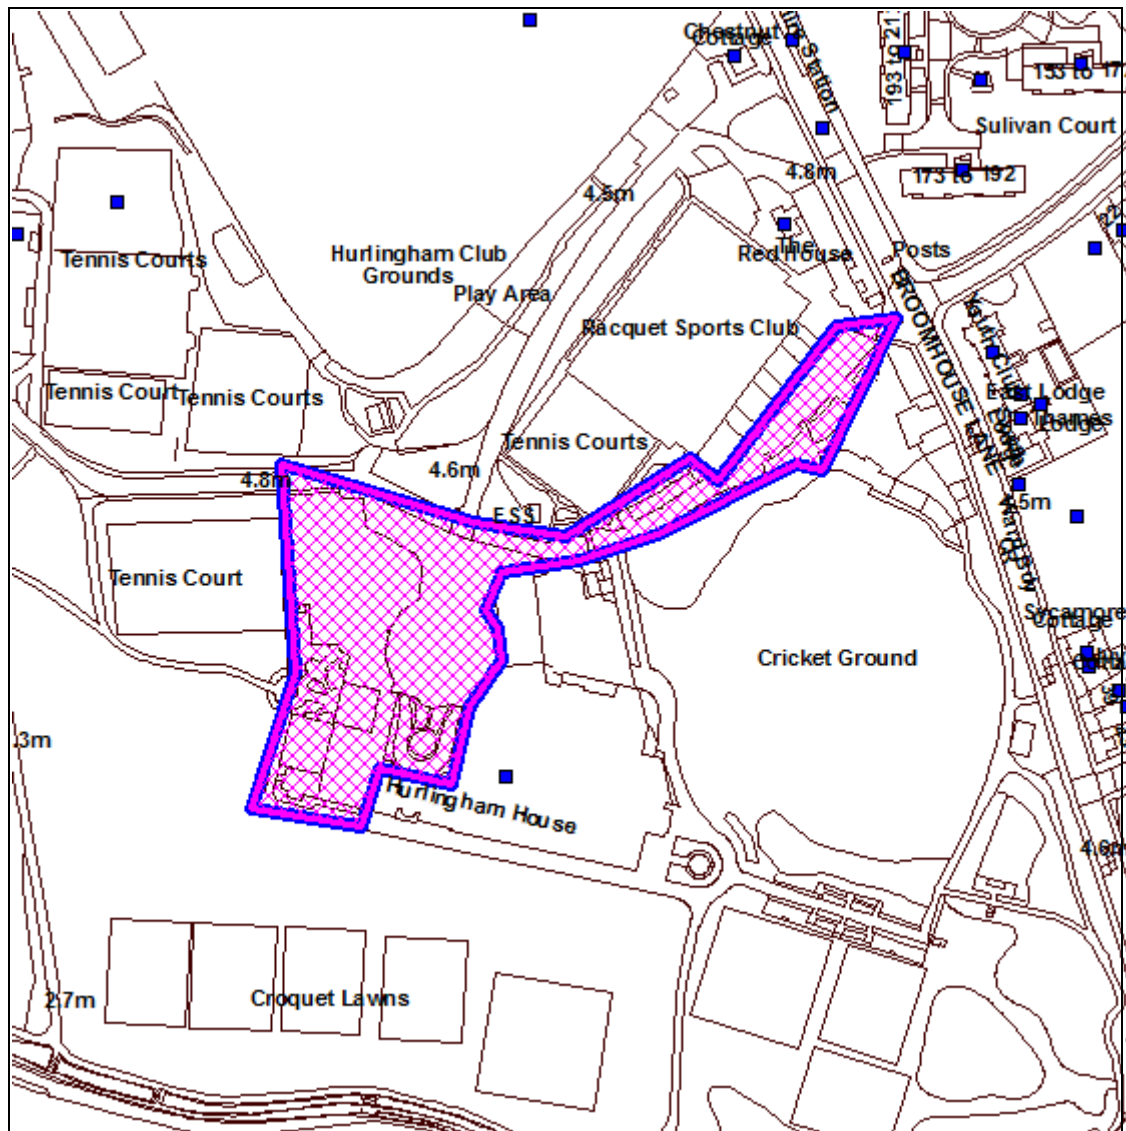 Chestnut
Cottage
Station
193 to
153 to
Sulivan Court
173 to 192
4.8m
4.5m
22
Posts
The
Red House
Hurlingham Club
Grounds
Play Area
Tennis Courts
Racquet Sports Club
BROOMHOUSE LANE
East Lodge
Thames
Lodge
Tennis Court
Tennis Courts
Tennis Courts
4.6m
4.8m
ESS
4.5m
Tennis Court
Sycamore
Cottage
Cricket Ground
.3m
Hurlingham House
4.6m
Croquet Lawns
2.7m